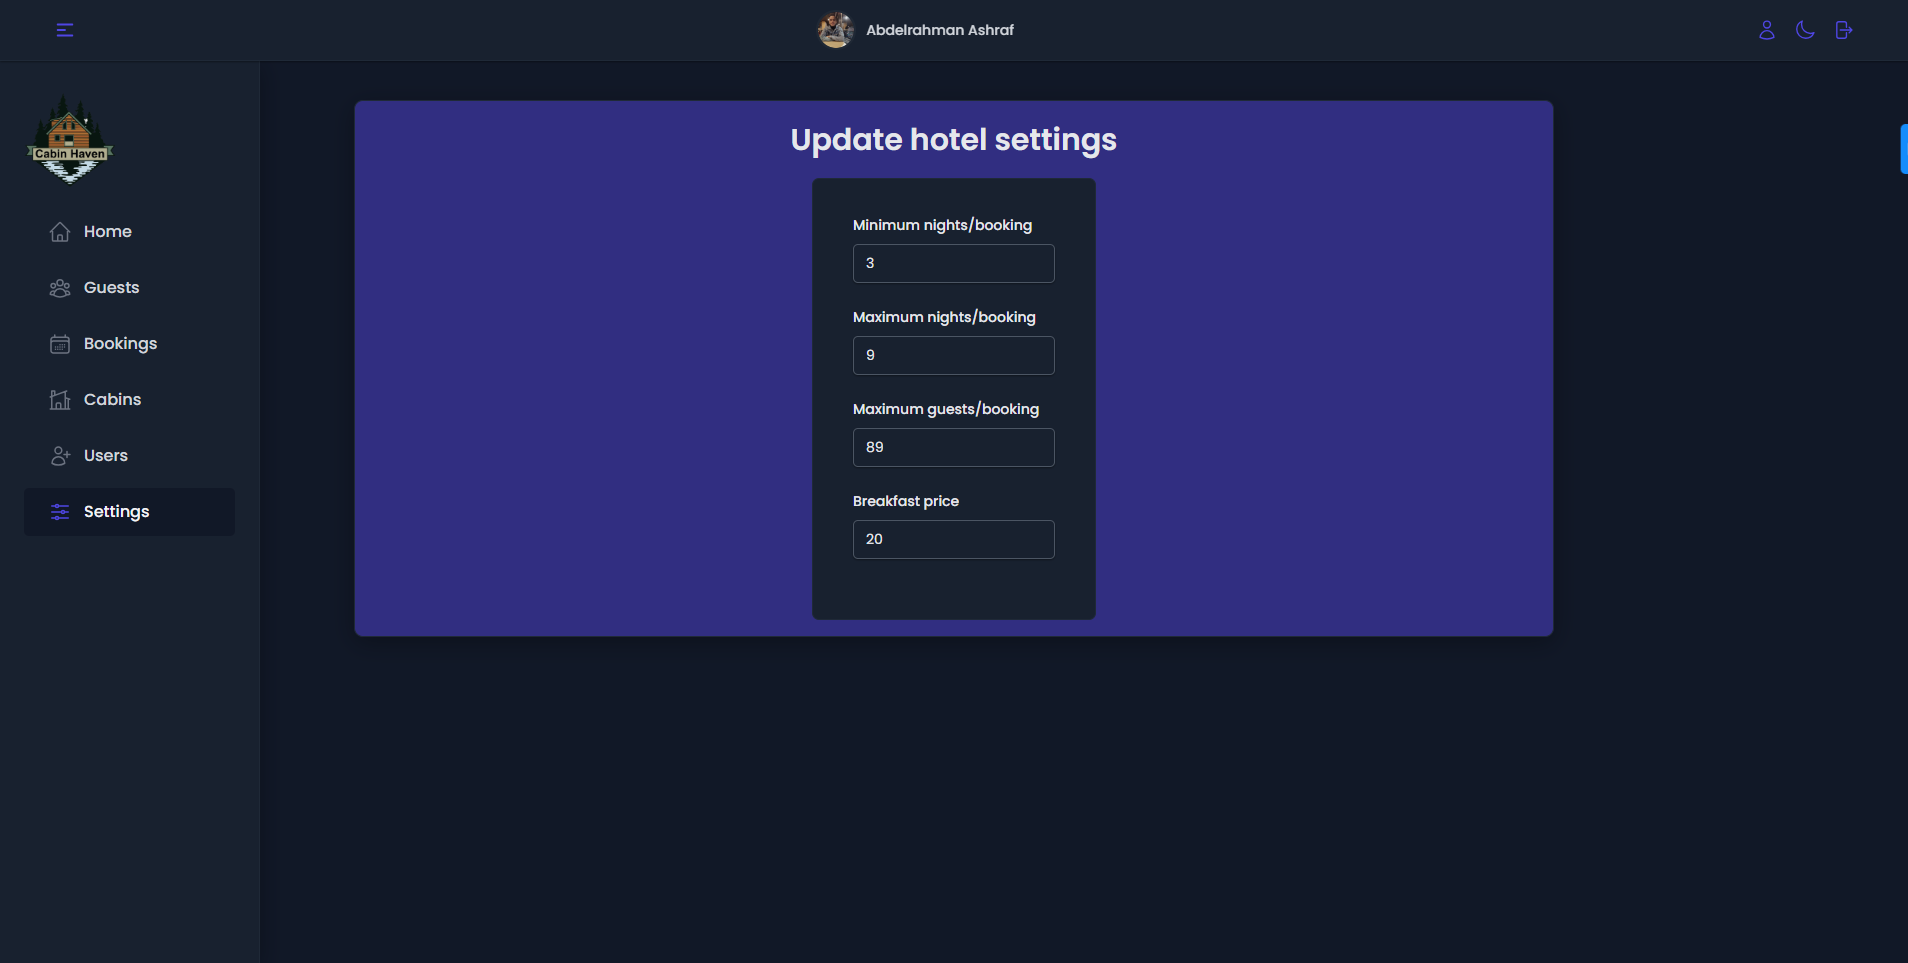 Abdelrahman Ashraf
Cabin Haven
Home
Guests
Bookings
Cabins
Users
Settings
Update hotel settings
Minimum nights/booking
3
Maximum nights/booking
9
Maximum guests/booking
89
Breakfast price
20